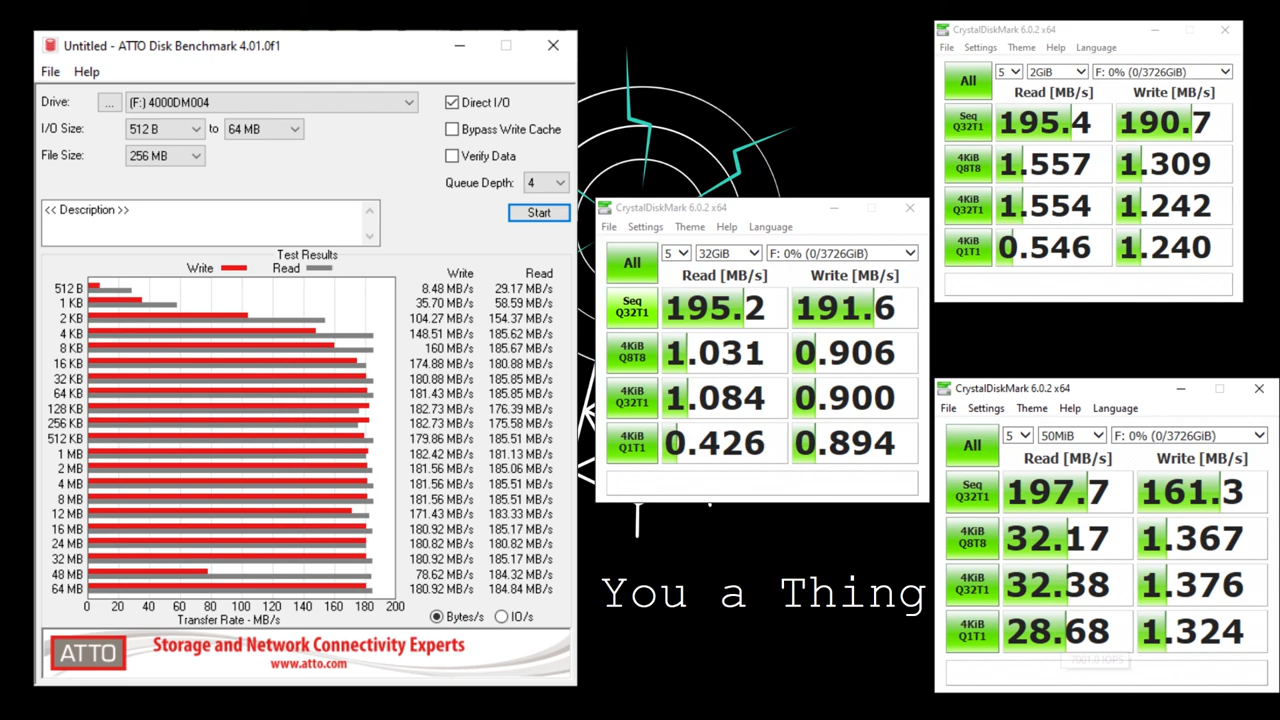 Untitled - ATTO Disk Benchmark 4.01.0f1
File Help
Drive: ... (F:) 4000DM004
I/O Size: 512 B to 64 MB
File Size: 256 MB
Direct I/O
Bypass Write Cache
Verify Data
Queue Depth: 4
<< Description >>
Start
Test Results
Write Read Write Read
512 B 8.48 MB/s 29.17 MB/s
1 KB 35.70 MB/s 58.59 MB/s
2 KB 104.27 MB/s 154.37 MB/s
4 KB 148.51 MB/s 185.62 MB/s
8 KB 160 MB/s 185.67 MB/s
16 KB 174.88 MB/s 180.88 MB/s
32 KB 180.88 MB/s 185.85 MB/s
64 KB 181.43 MB/s 185.85 MB/s
128 KB 182.73 MB/s 176.39 MB/s
256 KB 182.73 MB/s 175.58 MB/s
512 KB 179.86 MB/s 185.51 MB/s
1 MB 182.42 MB/s 181.13 MB/s
2 MB 181.56 MB/s 185.06 MB/s
4 MB 181.56 MB/s 185.51 MB/s
8 MB 181.56 MB/s 185.51 MB/s
12 MB 171.43 MB/s 183.33 MB/s
16 MB 180.92 MB/s 185.17 MB/s
24 MB 180.82 MB/s 180.82 MB/s
32 MB 180.92 MB/s 185.17 MB/s
48 MB 78.62 MB/s 184.32 MB/s
64 MB 180.92 MB/s 184.84 MB/s
0 20 40 60 80 100 120 140 160 180 200
Transfer Rate - MB/s
Bytes/s IO/s
ATTO
Storage and Network Connectivity Experts
www.atto.com
CrystalDiskMark 6.0.2 x64
File Settings Theme Help Language
All 5 32GiB F: 0% (0/3726GiB)
Read [MB/s] Write [MB/s]
Seq Q32T1 195.2 191.6
4KiB Q8T8 1.031 0.906
4KiB Q32T1 1.084 0.900
4KiB Q1T1 0.426 0.894
You a Thing
CrystalDiskMark 6.0.2 x64
File Settings Theme Help Language
All 5 2GiB F: 0% (0/3726GiB)
Read [MB/s] Write [MB/s]
Seq Q32T1 195.4 190.7
4KiB Q8T8 1.557 1.309
4KiB Q32T1 1.554 1.242
4KiB Q1T1 0.546 1.240
CrystalDiskMark 6.0.2 x64
File Settings Theme Help Language
All 5 50MiB F: 0% (0/3726GiB)
Read [MB/s] Write [MB/s]
Seq Q32T1 197.7 161.3
4KiB Q8T8 32.17 1.367
4KiB Q32T1 32.38 1.376
4KiB Q1T1 28.68 1.324
7001.0 IOPS